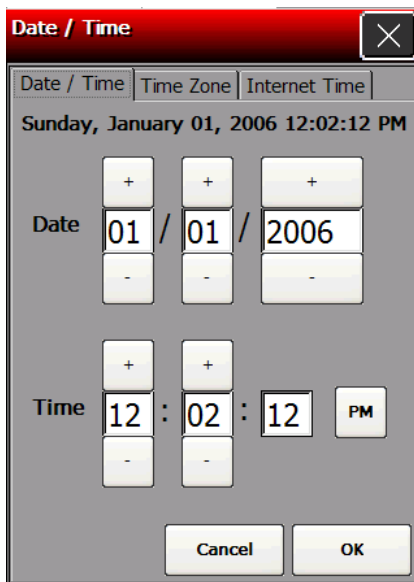 Date / Time
Date / Time Time Zone Internet Time
Sunday, January 01, 2006 12:02:12 PM
+ + +
Date 01 / 01 / 2006
- - -
+ +
Time 12 : 02 : 12 PM
- -
Cancel OK